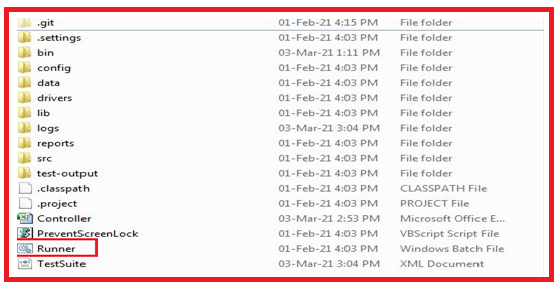 .git 01-Feb-21 4:15 PM File folder
.settings 01-Feb-21 4:03 PM File folder
bin 03-Mar-21 1:11 PM File folder
config 01-Feb-21 4:03 PM File folder
data 01-Feb-21 4:03 PM File folder
drivers 01-Feb-21 4:03 PM File folder
lib 01-Feb-21 4:03 PM File folder
logs 03-Mar-21 3:04 PM File folder
reports 01-Feb-21 4:03 PM File folder
src 01-Feb-21 4:03 PM File folder
test-output 01-Feb-21 4:03 PM File folder
.classpath 01-Feb-21 4:03 PM CLASSPATH File
.project 01-Feb-21 4:03 PM PROJECT File
Controller 03-Mar-21 2:53 PM Microsoft Office E...
PreventScreenLock 01-Feb-21 4:03 PM VBScript Script File
Runner 01-Feb-21 4:03 PM Windows Batch File
TestSuite 03-Mar-21 3:04 PM XML Document